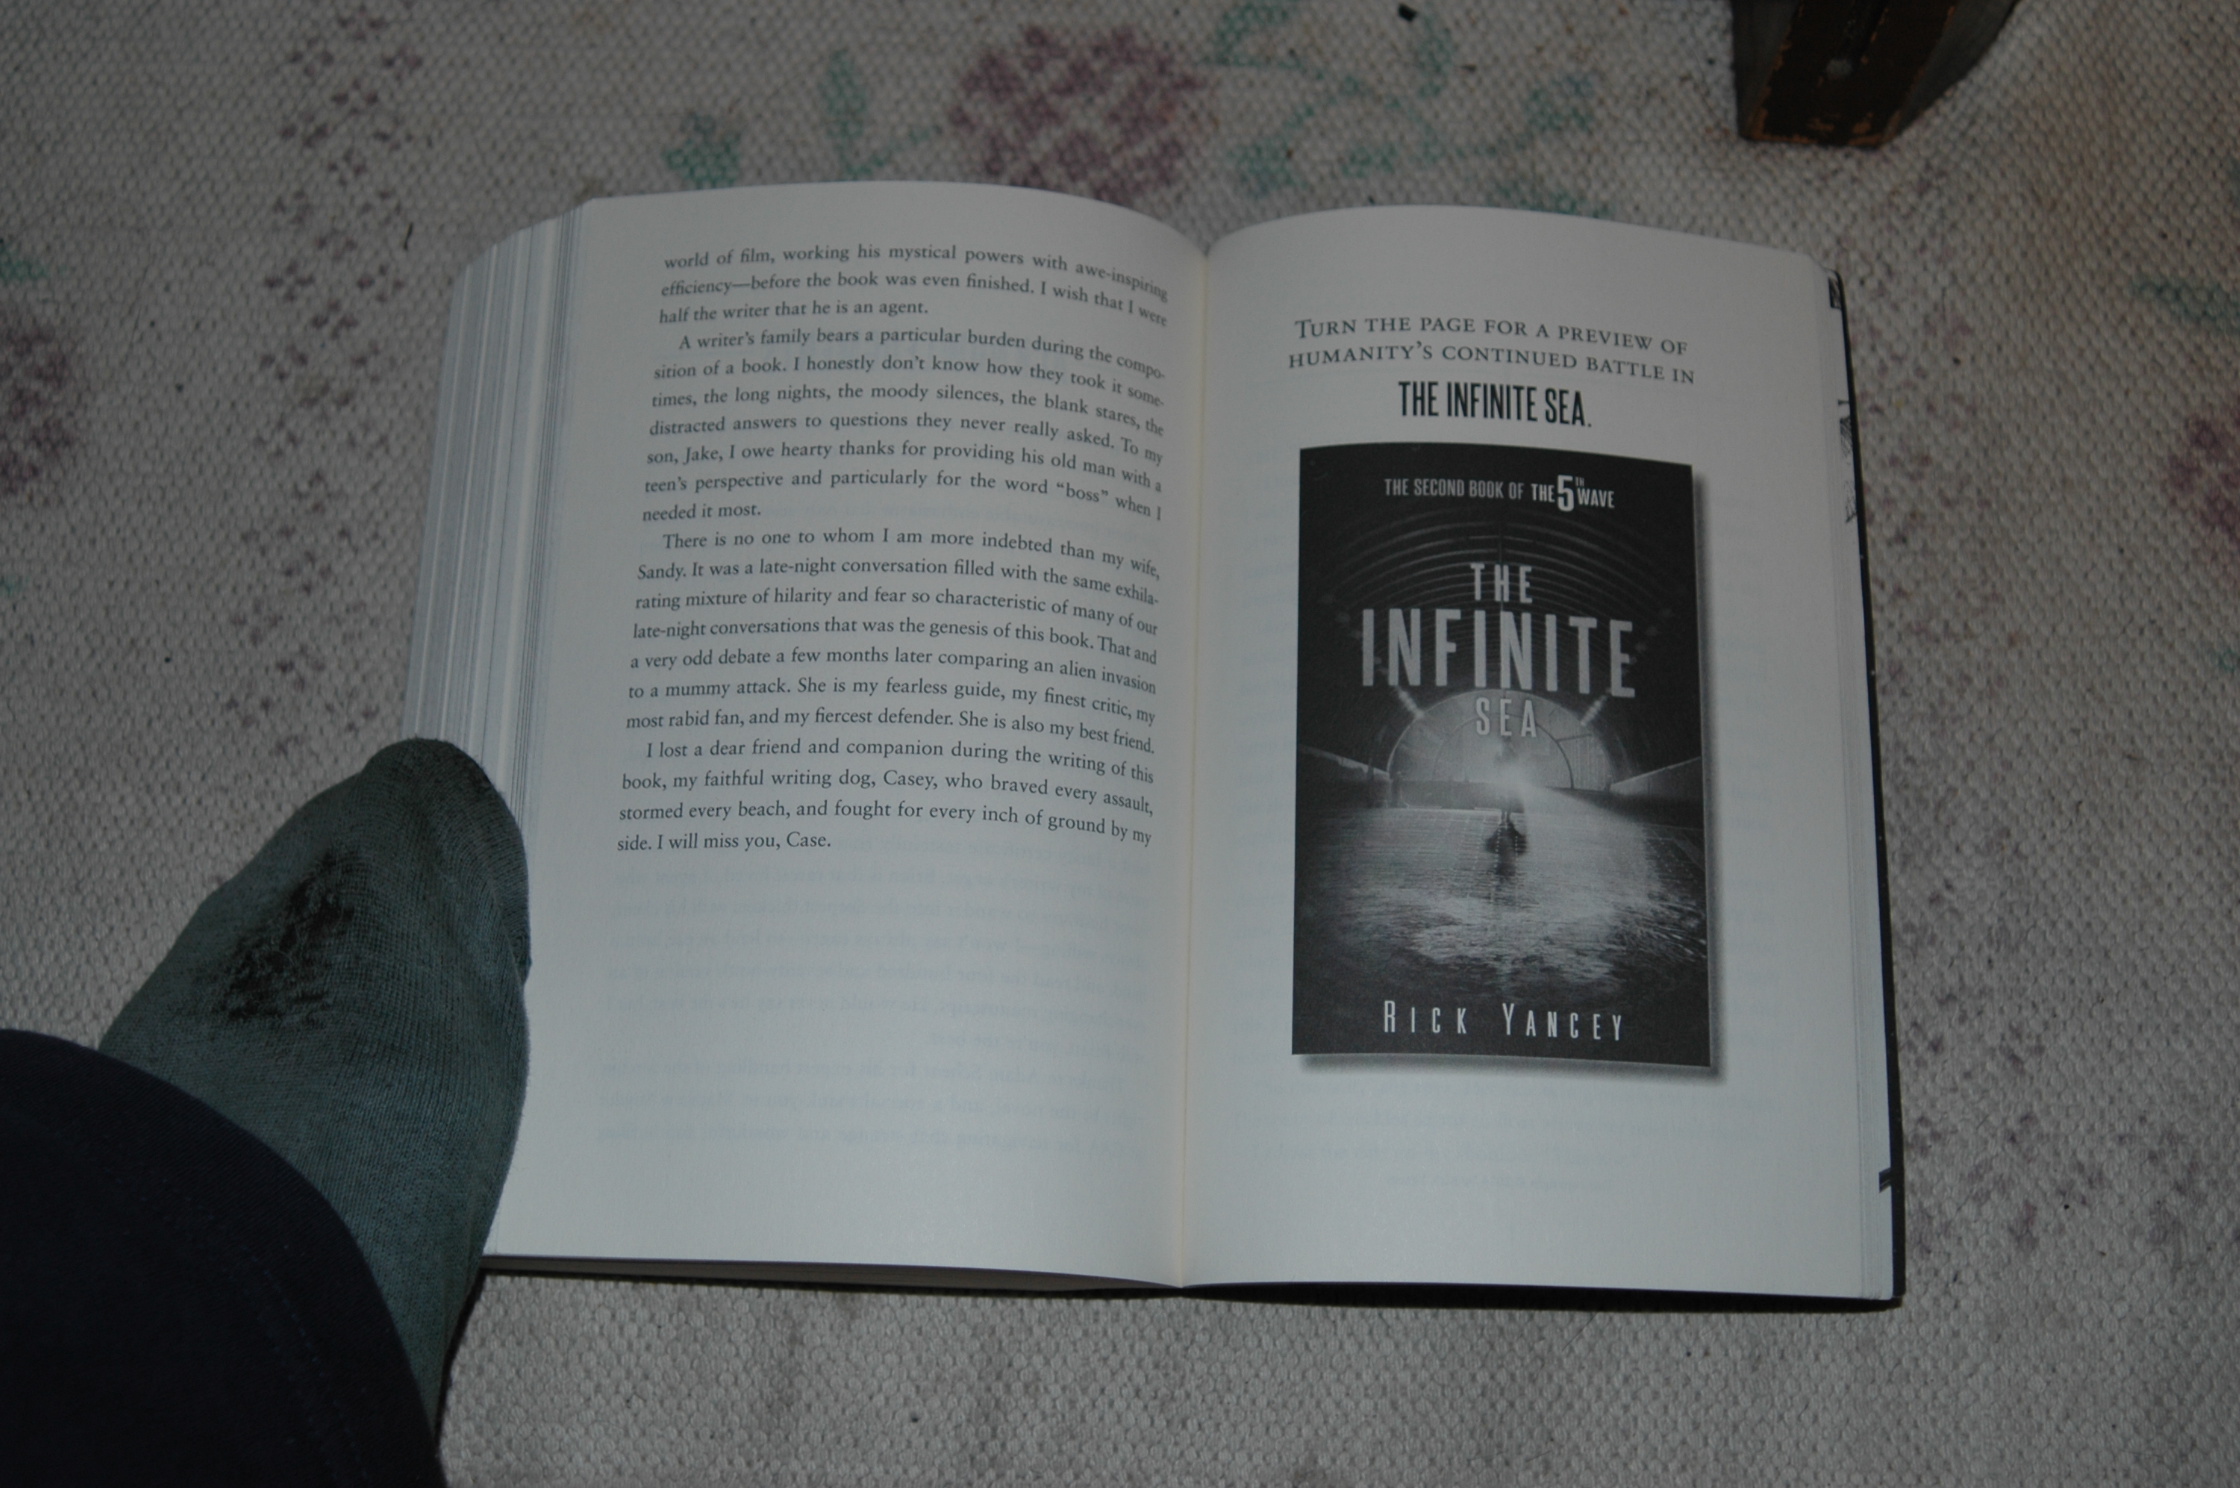 world of film, working his mystical powers with awe-inspiring
efficiency—before the book was even finished. I wish that I were
half the writer that he is an agent.
A writer's family bears a particular burden during the compo-
sition of a book. I honestly don't know how they took it some-
times, the long nights, the moody silences, the blank stares, the
distracted answers to questions they never really asked. To my
son, Jake, I owe hearty thanks for providing his old man with a
teen's perspective and particularly for the word “boss” when I
needed it most.
There is no one to whom I am more indebted than my wife,
Sandy. It was a late-night conversation filled with the same exhila-
rating mixture of hilarity and fear so characteristic of many of our
late-night conversations that was the genesis of this book. That and
a very odd debate a few months later comparing an alien invasion
to a mummy attack. She is my fearless guide, my finest critic, my
most rabid fan, and my fiercest defender. She is also my best friend.
I lost a dear friend and companion during the writing of this
book, my faithful writing dog, Casey, who braved every assault,
stormed every beach, and fought for every inch of ground by my
side. I will miss you, Case.
TURN THE PAGE FOR A PREVIEW OF
HUMANITY'S CONTINUED BATTLE IN
THE INFINITE SEA.
THE SECOND BOOK OF THE 5TH WAVE
THE
INFINITE
SEA
RICK YANCEY